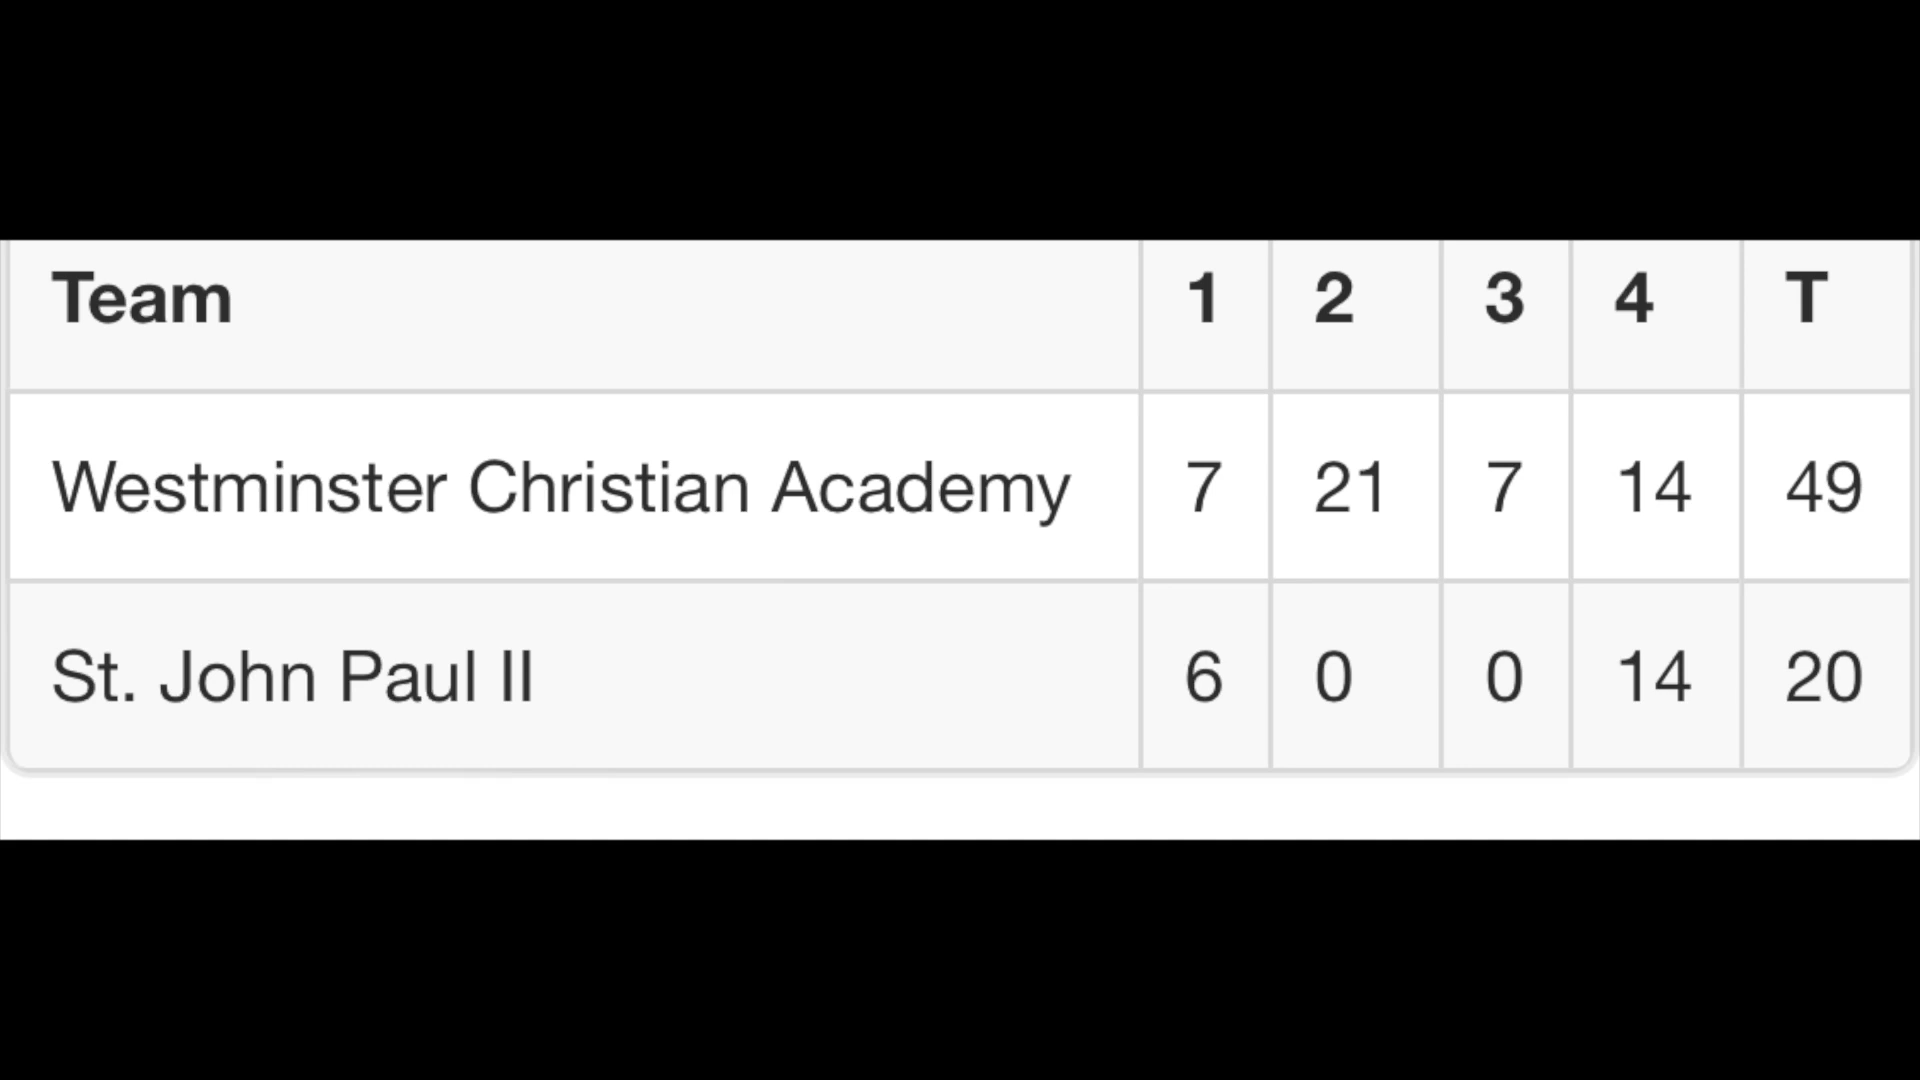 Team 1 2 3 4 T
Westminster Christian Academy 7 21 7 14 49
St. John Paul II 6 0 0 14 20